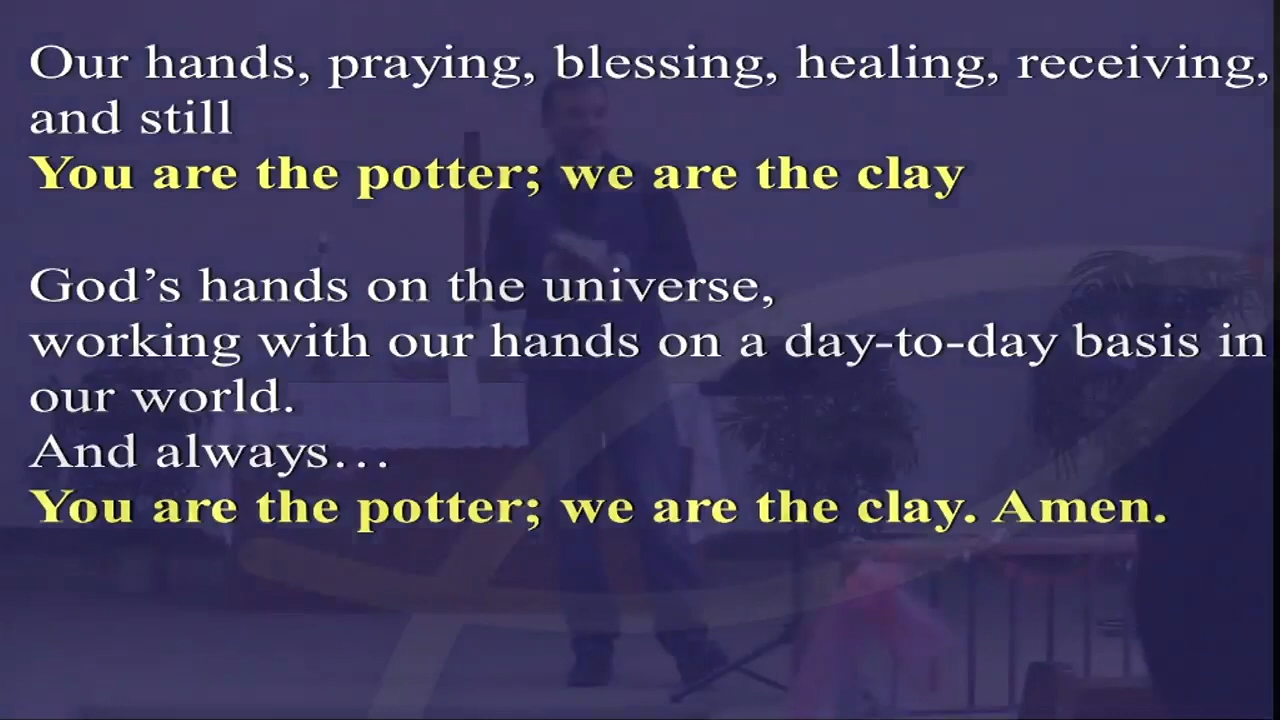 Our hands, praying, blessing, healing, receiving,
and still
You are the potter; we are the clay
God’s hands on the universe,
working with our hands on a day-to-day basis in
our world.
And always…
You are the potter; we are the clay. Amen.